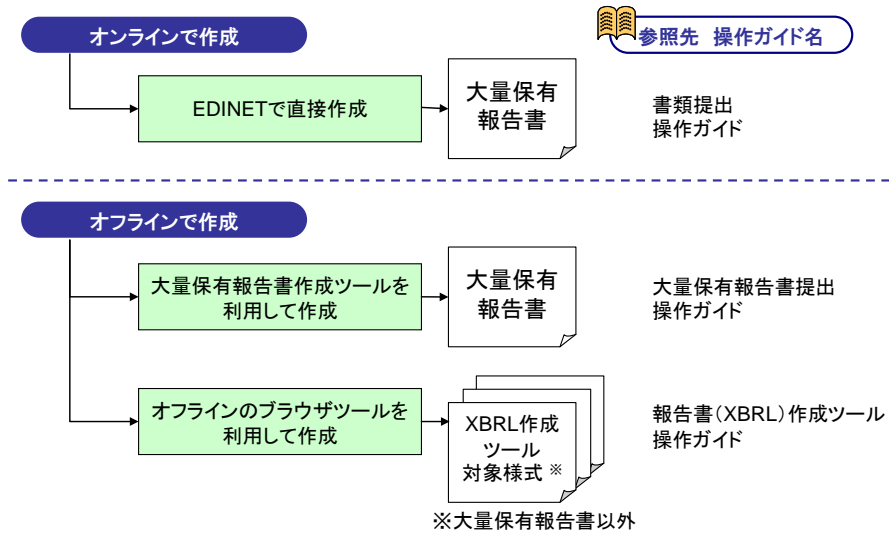 オンラインで作成
参照先 操作ガイド名
EDINETで直接作成
大量保有
報告書
書類提出
操作ガイド
オフラインで作成
大量保有報告書作成ツールを
利用して作成
大量保有
報告書
大量保有報告書提出
操作ガイド
オフラインのブラウザツールを
利用して作成
XBRL作成
ツール
対象様式 ※
報告書（XBRL）作成ツール
操作ガイド
※大量保有報告書以外